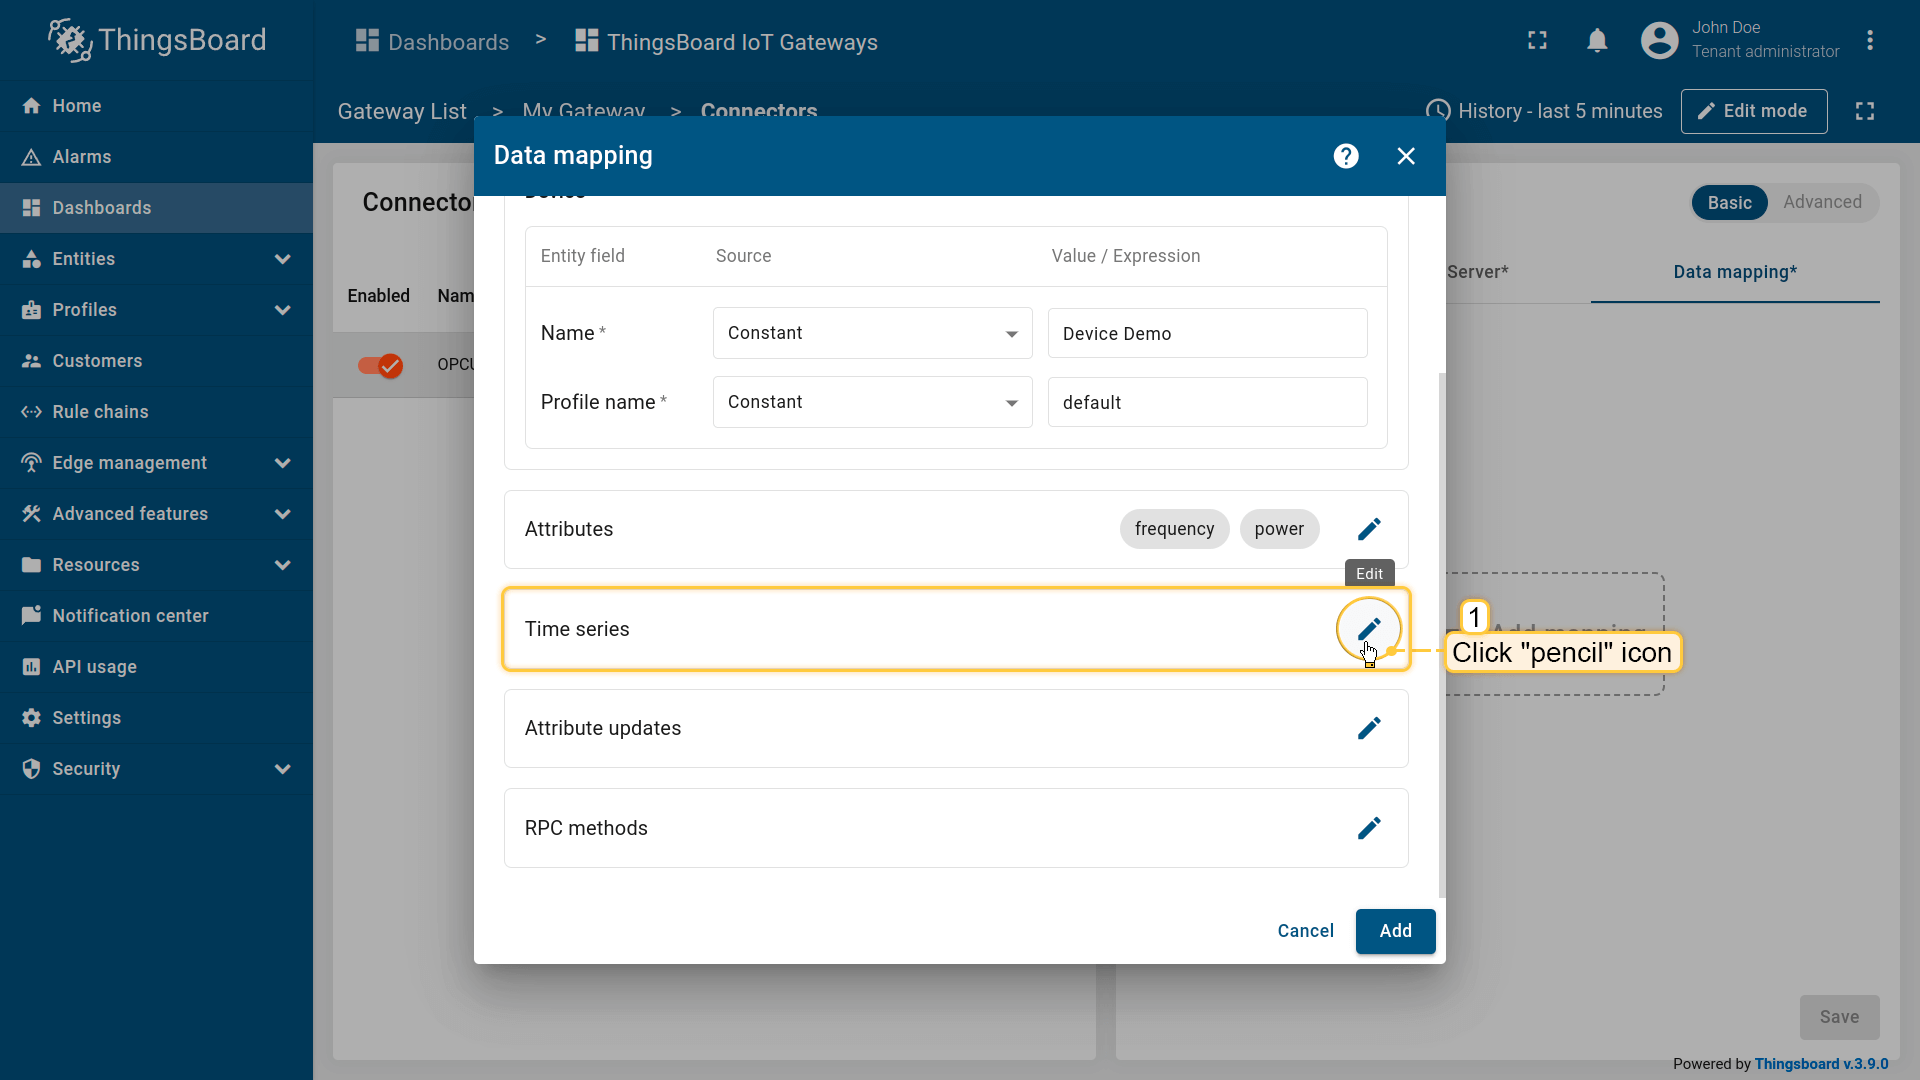 ThingsBoard
Dashboards > ThingsBoard IoT Gateways
John Doe
Tenant administrator
Home
Alarms
Dashboards
Entities
Profiles
Customers
Rule chains
Edge management
Advanced features
Resources
Notification center
API usage
Settings
Security
Gateway List > My Gateway > Connectors
History - last 5 minutes
Edit mode
Basic
Advanced
Server*
Data mapping*
Enabled
Data mapping
Entity field
Source
Value / Expression
Name *
Constant
Device Demo
Profile name *
Constant
default
Attributes
frequency
power
Edit
Time series
1
Click "pencil" icon
Attribute updates
RPC methods
Cancel
Add
Save
Powered by Thingsboard v.3.9.0